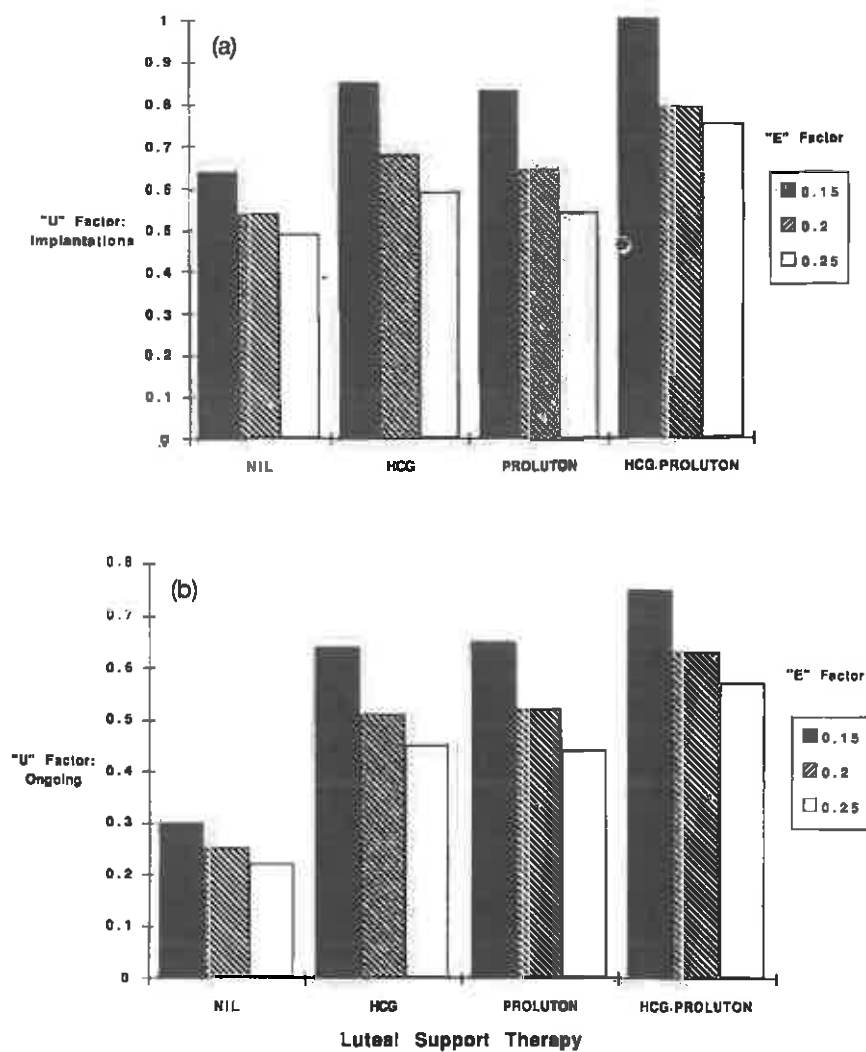 (a)
1
0.9
0.8
0.7
0.6
0.5
0.4
0.3
0.2
0.1
0
"U" Factor:
Implantations
NIL
HCG
PROLUTON
HCG-PROLUTON
"E" Factor
0.15
0.2
0.25
(b)
0.8
0.7
0.6
0.5
0.4
0.3
0.2
0.1
0
"U" Factor:
Ongoing
NIL
HCG
PROLUTON
HCG-PROLUTON
"E" Factor
0.15
0.2
0.25
Luteal Support Therapy